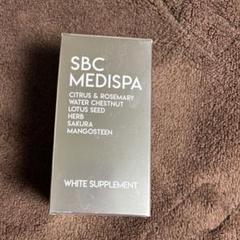 SBC
MEDISPA
CITRUS & ROSEMARY
WATER CHESTNUT
LOTUS SEED
HERB
SAKURA
MANGOSTEEN
WHITE SUPPLEMENT